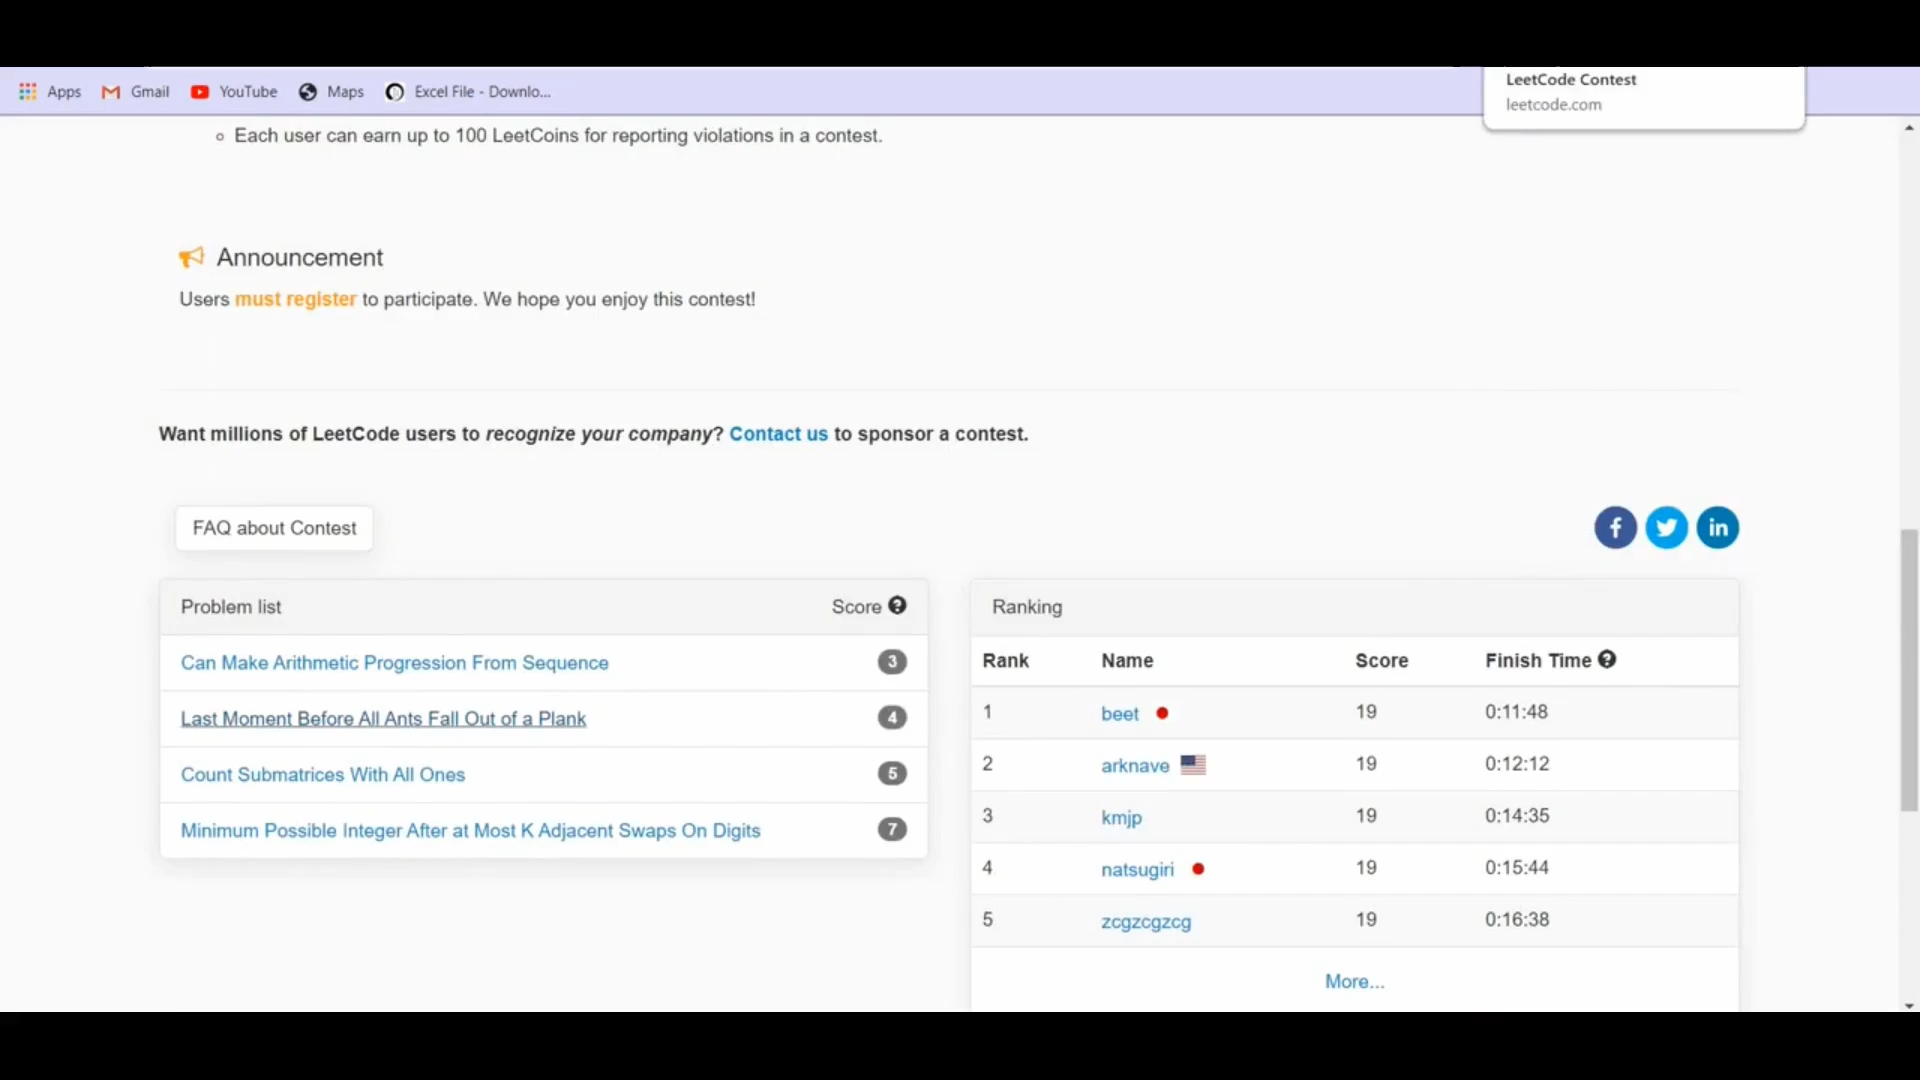 Apps Gmail YouTube Maps Excel File - Downlo...
LeetCode Contest
leetcode.com
Each user can earn up to 100 LeetCoins for reporting violations in a contest.
Announcement
Users must register to participate. We hope you enjoy this contest!
Want millions of LeetCode users to recognize your company? Contact us to sponsor a contest.
FAQ about Contest
f in
Problem list Score ?
Can Make Arithmetic Progression From Sequence 3
Last Moment Before All Ants Fall Out of a Plank 4
Count Submatrices With All Ones 5
Minimum Possible Integer After at Most K Adjacent Swaps On Digits 7
Ranking
Rank Name Score Finish Time ?
1 beet 19 0:11:48
2 arknave 19 0:12:12
3 kmjp 19 0:14:35
4 natsugiri 19 0:15:44
5 zcgzcgzcg 19 0:16:38
More...